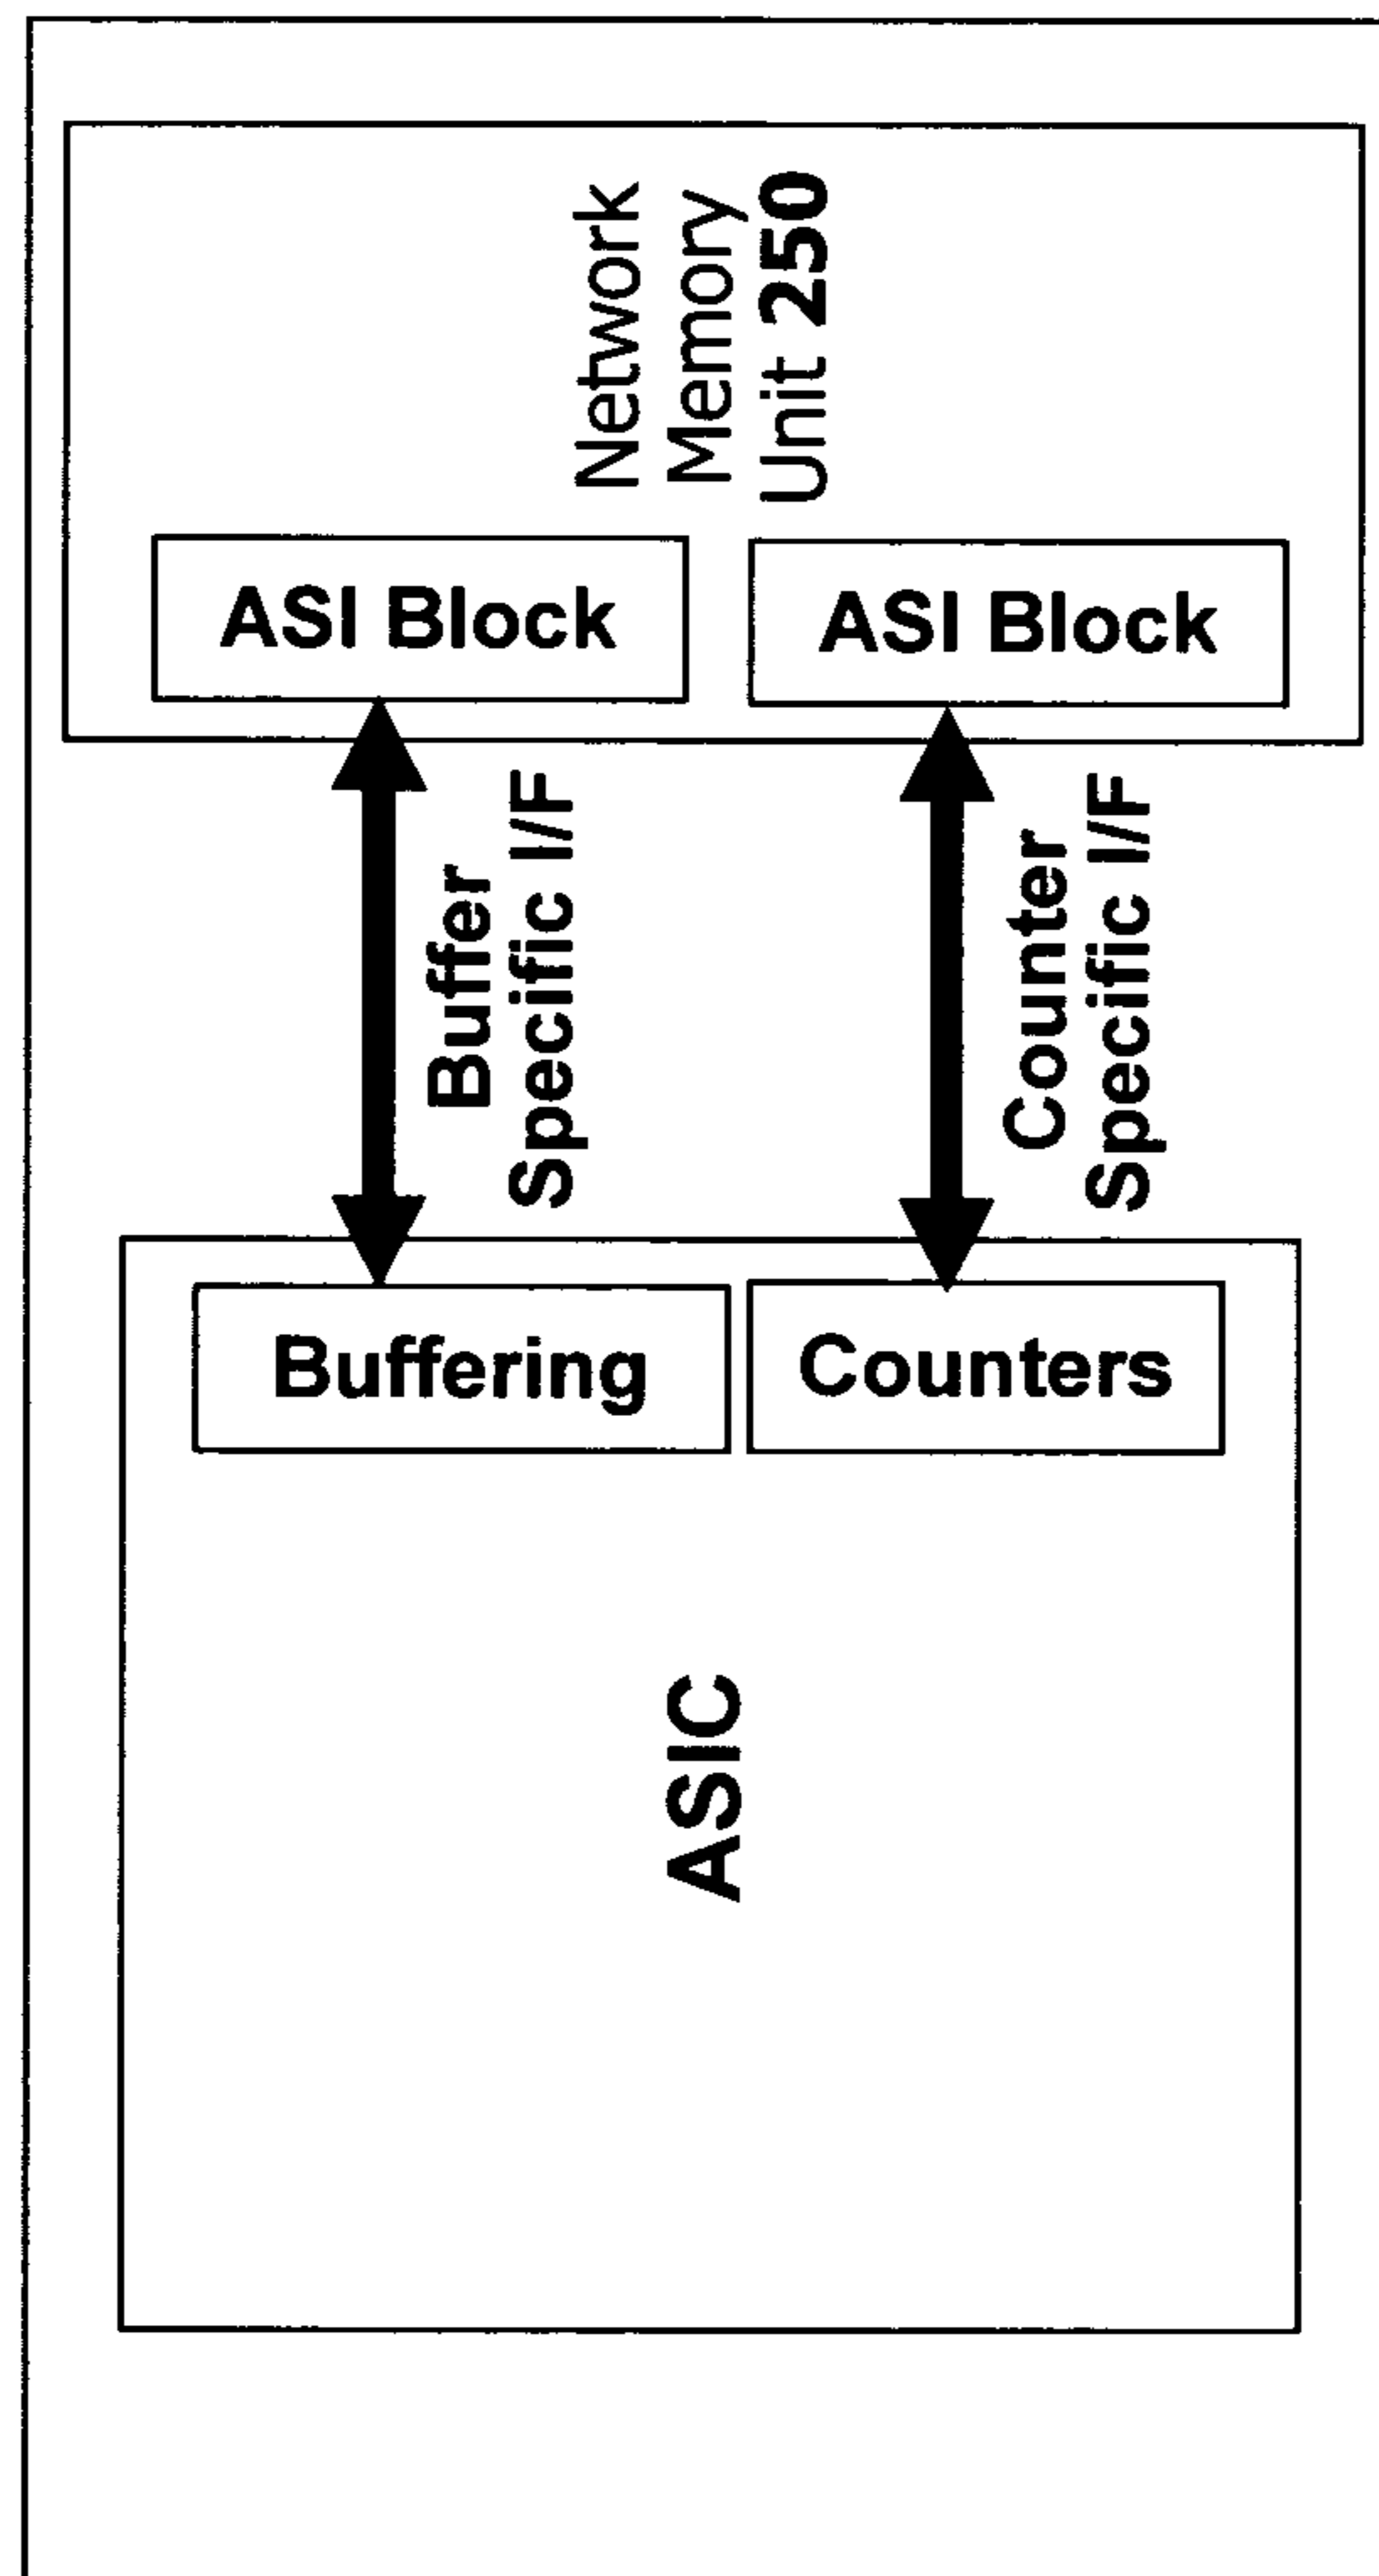 Network
Memory
Unit 250
ASI Block
ASI Block
Buffer
Specific I/F
Counter
Specific I/F
Buffering
Counters
ASIC